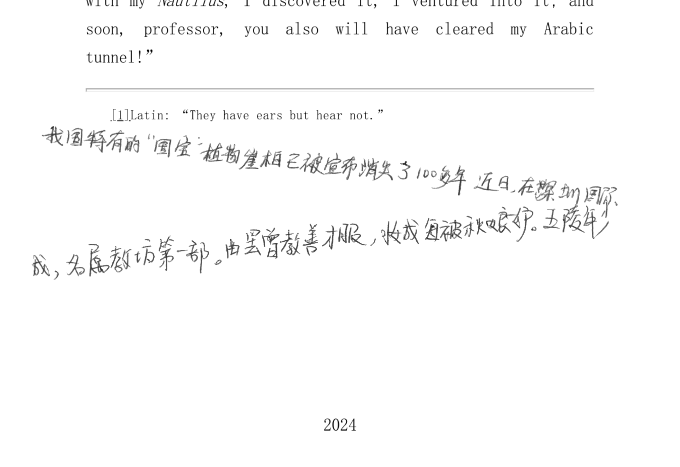 with my Nautilus, I discovered it, I ventured into it, and
soon, professor, you also will have cleared my Arabic
tunnel!”
[1]Latin: “They have ears but hear not.”
我国特有的“国宝”植物崖柏已被宣布消失了100多年 近日,在深圳国际
成,名属教坊第一部。曲罢曾教善才服,妆成每被秋娘妒。五陵年少
2024